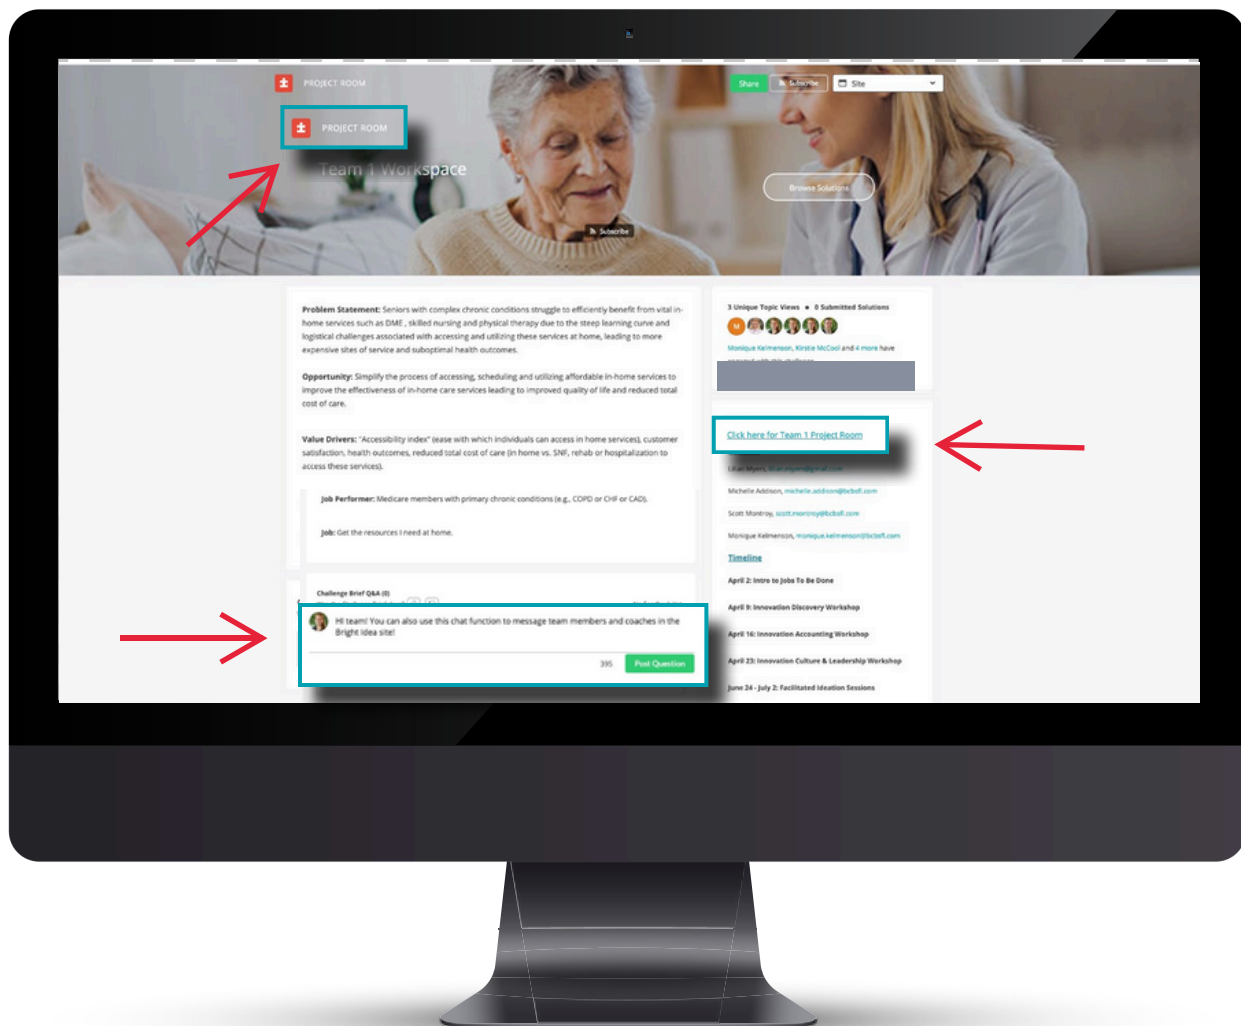 PROJECT ROOM
Share
Subscribe
Site
PROJECT ROOM
Team 1 Workspace
Browse Solutions
Subscribe
Problem Statement: Seniors with complex chronic conditions struggle to efficiently benefit from vital in-
home services such as DME , skilled nursing and physical therapy due to the steep learning curve and
logistical challenges associated with accessing and utilizing these services at home, leading to more
expensive sites of service and suboptimal health outcomes.
Opportunity: Simplify the process of accessing, scheduling and utilizing affordable in-home services to
improve the effectiveness of in-home care services leading to improved quality of life and reduced total
cost of care.
Value Drivers: "Accessibility index" (ease with which individuals can access in home services), customer
satisfaction, health outcomes, reduced total cost of care (in home vs. SNF, rehab or hospitalization to
access these services).
Job Performer: Medicare members with primary chronic conditions (e.g., COPD or CHF or CAD).
Job: Get the resources I need at home.
Challenge Brief Q&A (0)
Hi team! You can also use this chat function to message team members and coaches in the
Bright Idea site!
395
Post Question
3 Unique Topic Views • 0 Submitted Solutions
M
Monique Kelmenson, Kirstie McCool and 4 more have
Click here for Team 1 Project Room
Lilian Myers, lilian.myers@gmail.com
Michelle Addison, michelle.addison@bcbsfl.com
Scott Montroy, scott.montroy@bcbsfl.com
Monique Kelmenson, monique.kelmenson@bcbsfl.com
Timeline
April 2: Intro to Jobs To Be Done
April 9: Innovation Discovery Workshop
April 16: Innovation Accounting Workshop
April 23: Innovation Culture & Leadership Workshop
June 24 - July 2: Facilitated Ideation Sessions